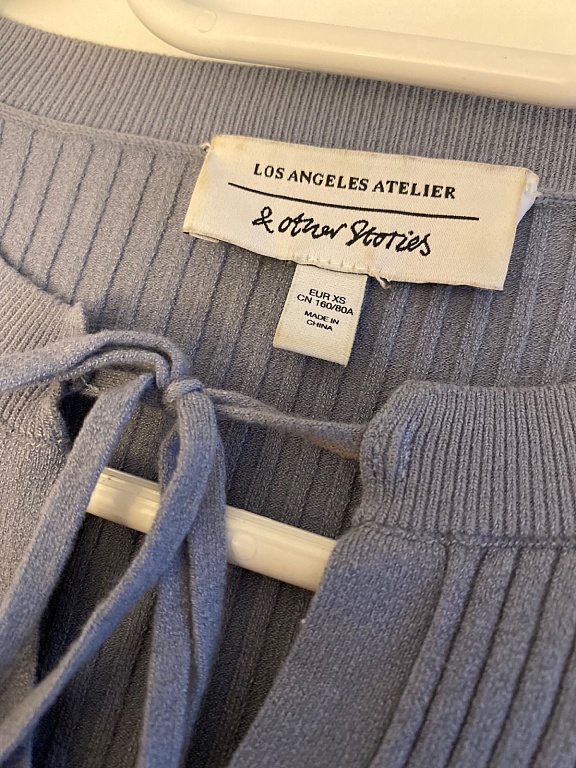 LOS ANGELES ATELIER
& other Stories
EUR XS
CN 160/80A
MADE IN
CHINA